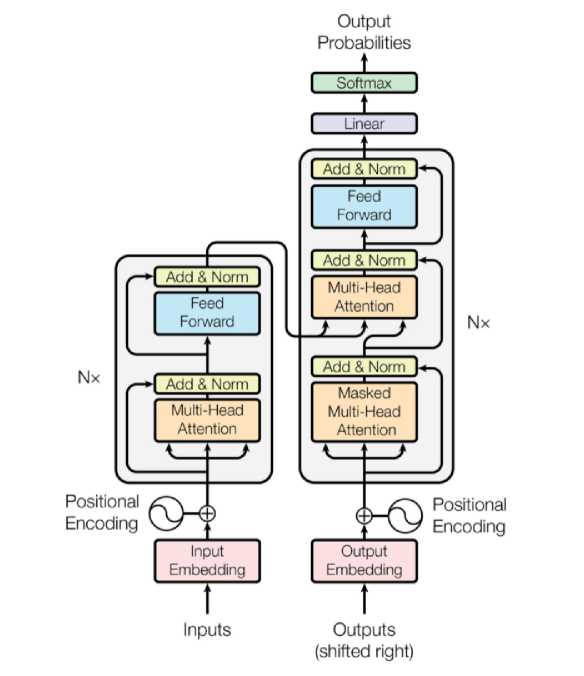 Output
Probabilities
Softmax
Linear
Add & Norm
Feed
Forward
Add & Norm
Multi-Head
Attention
Add & Norm
Masked
Multi-Head
Attention
Nx
Positional
Encoding
Output
Embedding
Outputs
(shifted right)
Add & Norm
Feed
Forward
Add & Norm
Multi-Head
Attention
Nx
Positional
Encoding
Input
Embedding
Inputs